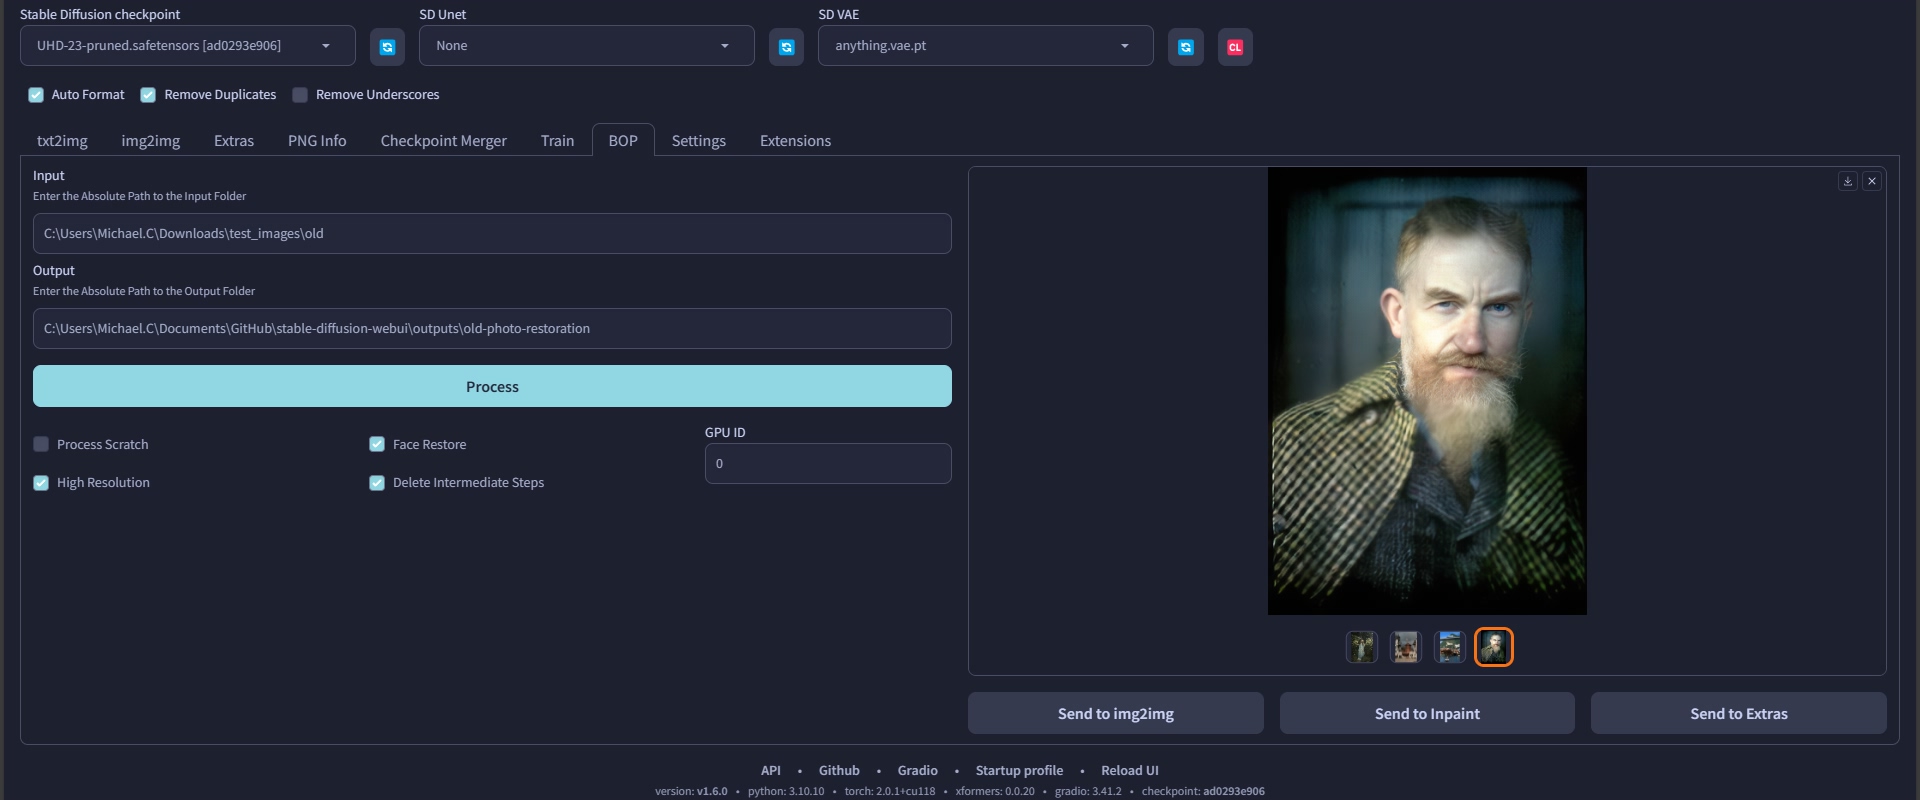 Stable Diffusion checkpoint
SD Unet
SD VAE
UHD-23-pruned.safetensors [ad0293e906]
None
anything.vae.pt
CL
Auto Format
Remove Duplicates
Remove Underscores
txt2img
img2img
Extras
PNG Info
Checkpoint Merger
Train
BOP
Settings
Extensions
Input
Enter the Absolute Path to the Input Folder
C:\Users\Michael.C\Downloads\test_images\old
Output
Enter the Absolute Path to the Output Folder
C:\Users\Michael.C\Documents\GitHub\stable-diffusion-webui\outputs\old-photo-restoration
Process
Process Scratch
Face Restore
GPU ID
0
High Resolution
Delete Intermediate Steps
Send to img2img
Send to Inpaint
Send to Extras
API • Github • Gradio • Startup profile • Reload UI
version: v1.6.0 • python: 3.10.10 • torch: 2.0.1+cu118 • xformers: 0.0.20 • gradio: 3.41.2 • checkpoint: ad0293e906